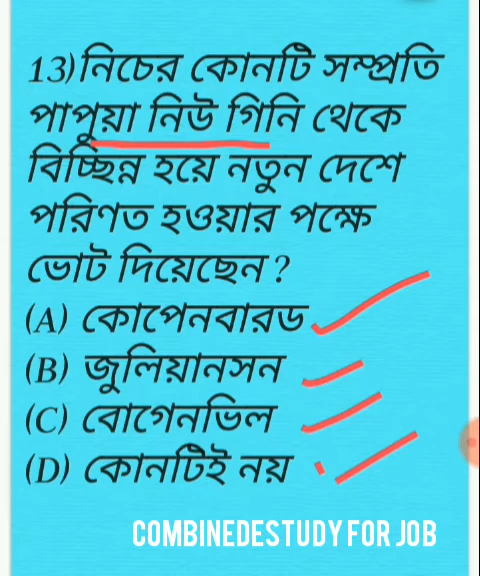 13)নিচের কোনটি সম্প্রতি
পাপুয়া নিউ গিনি থেকে
বিচ্ছিন্ন হয়ে নতুন দেশে
পরিণত হওয়ার পক্ষে
ভোট দিয়েছেন?
(A) কোপেনবারড
(B) জুলিয়ানসন
(C) বোগেনভিল
(D) কোনটিই নয়
COMBINEDESTUDY FOR JOB